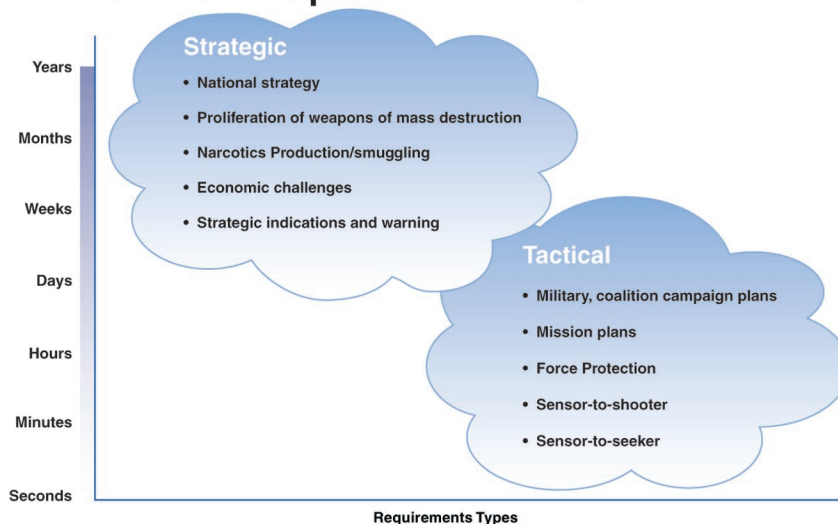 Years
Months
Weeks
Days
Hours
Minutes
Seconds
Strategic
• National strategy
• Proliferation of weapons of mass destruction
• Narcotics Production/smuggling
• Economic challenges
• Strategic indications and warning
Tactical
• Military, coalition campaign plans
• Mission plans
• Force Protection
• Sensor-to-shooter
• Sensor-to-seeker
Requirements Types